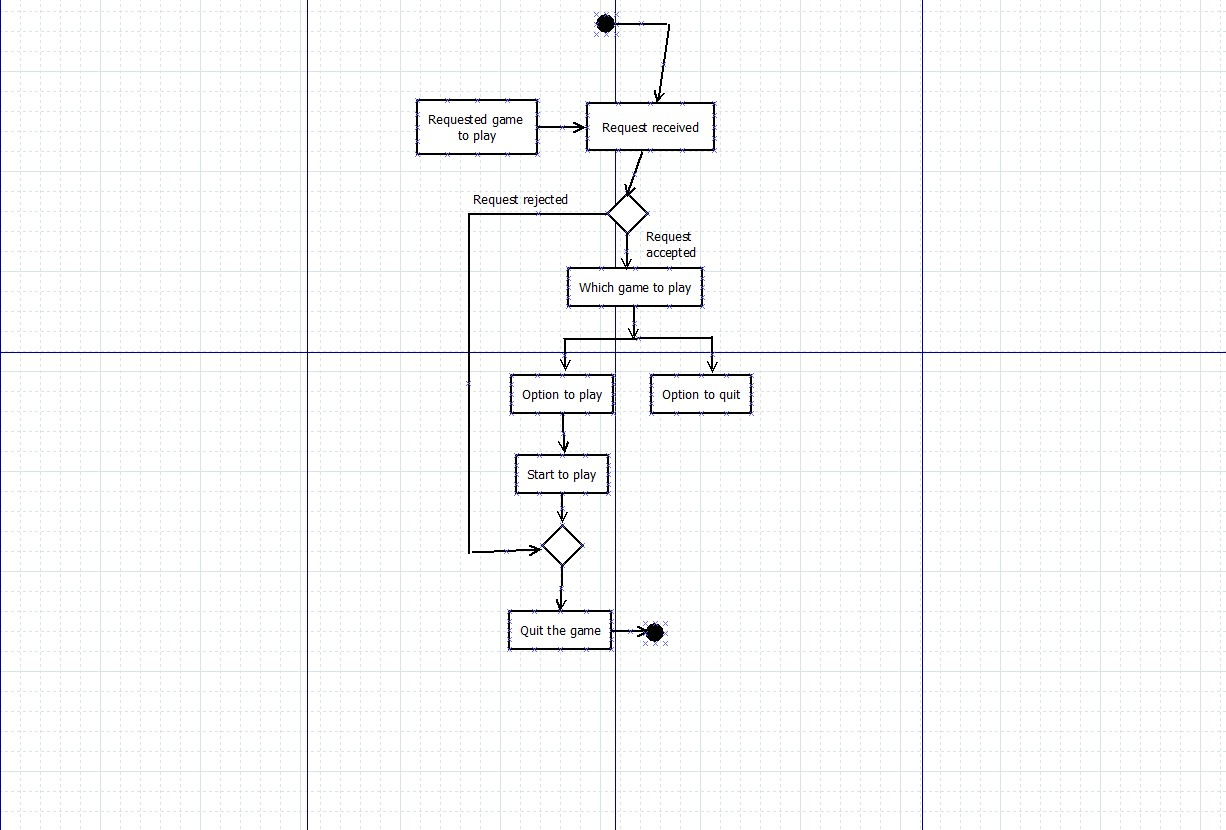 Requested game
to play
Request received
Request rejected
Request
accepted
Which game to play
Option to play
Option to quit
Start to play
Quit the game